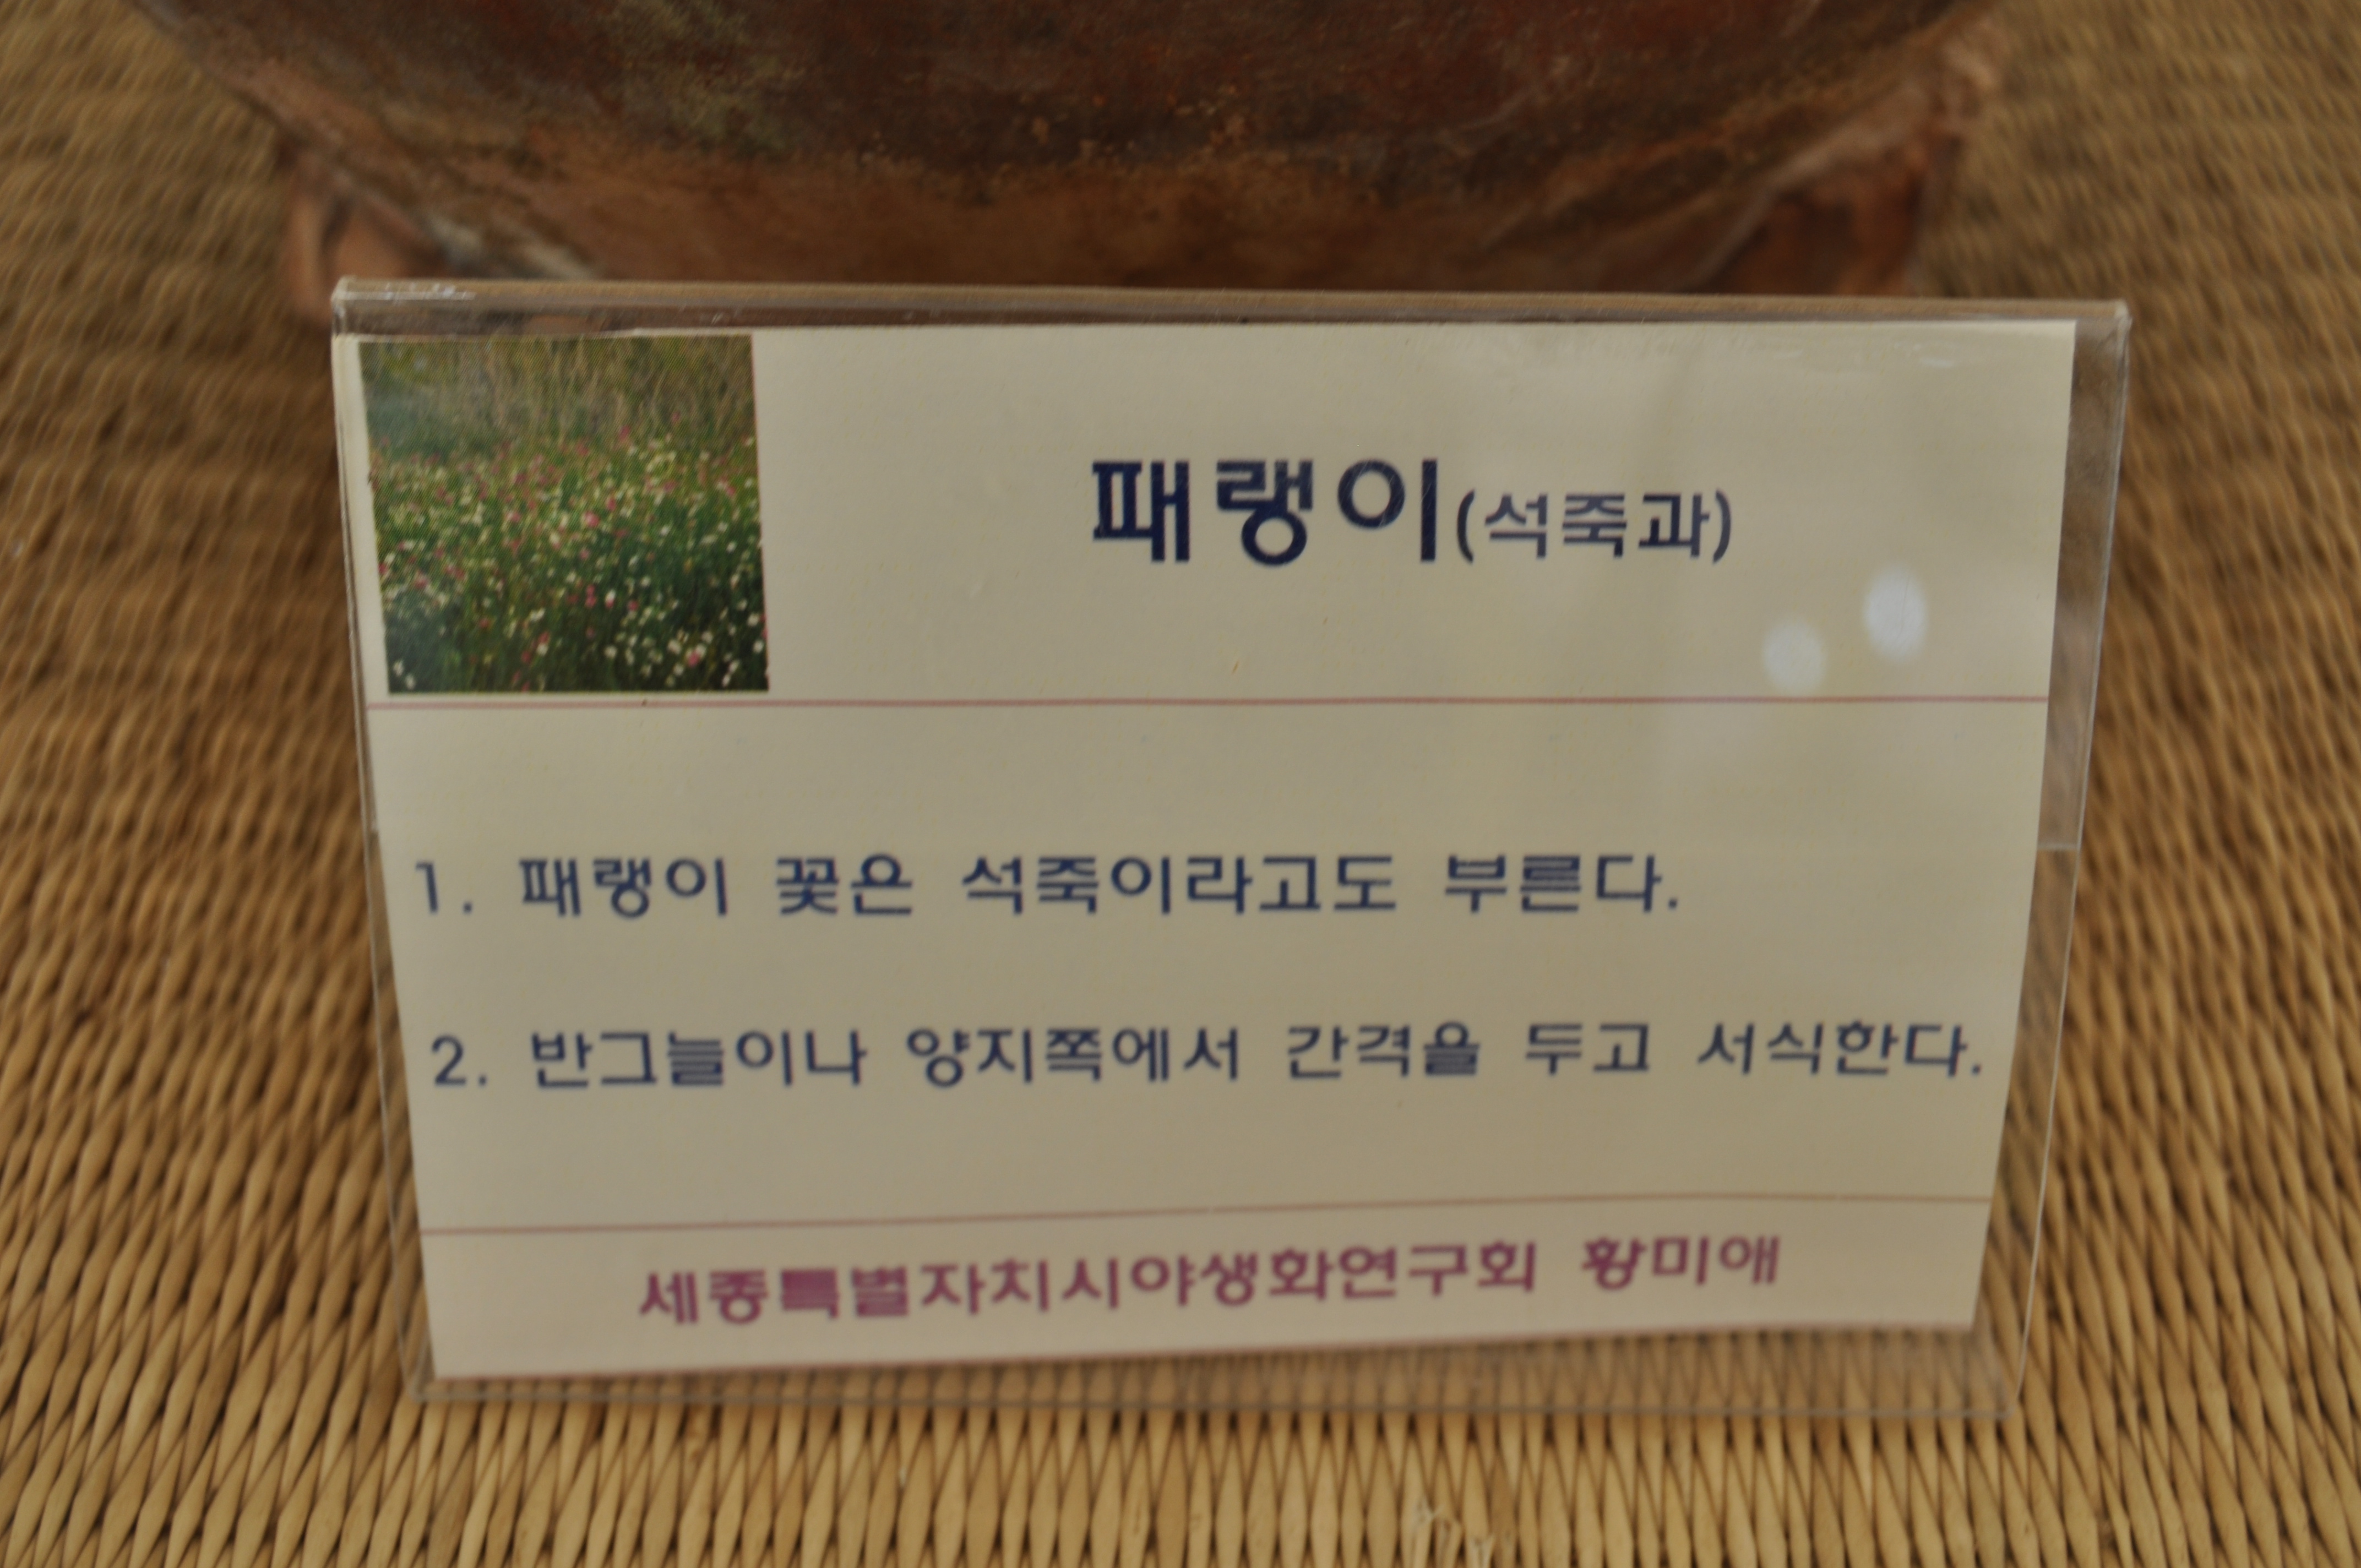 패랭이(석죽과)
1. 패랭이 꽃은 석죽이라고도 부른다.
2. 반그늘이나 양지쪽에서 간격을 두고 서식한다.
세종특별자치시야생화연구회 황미애